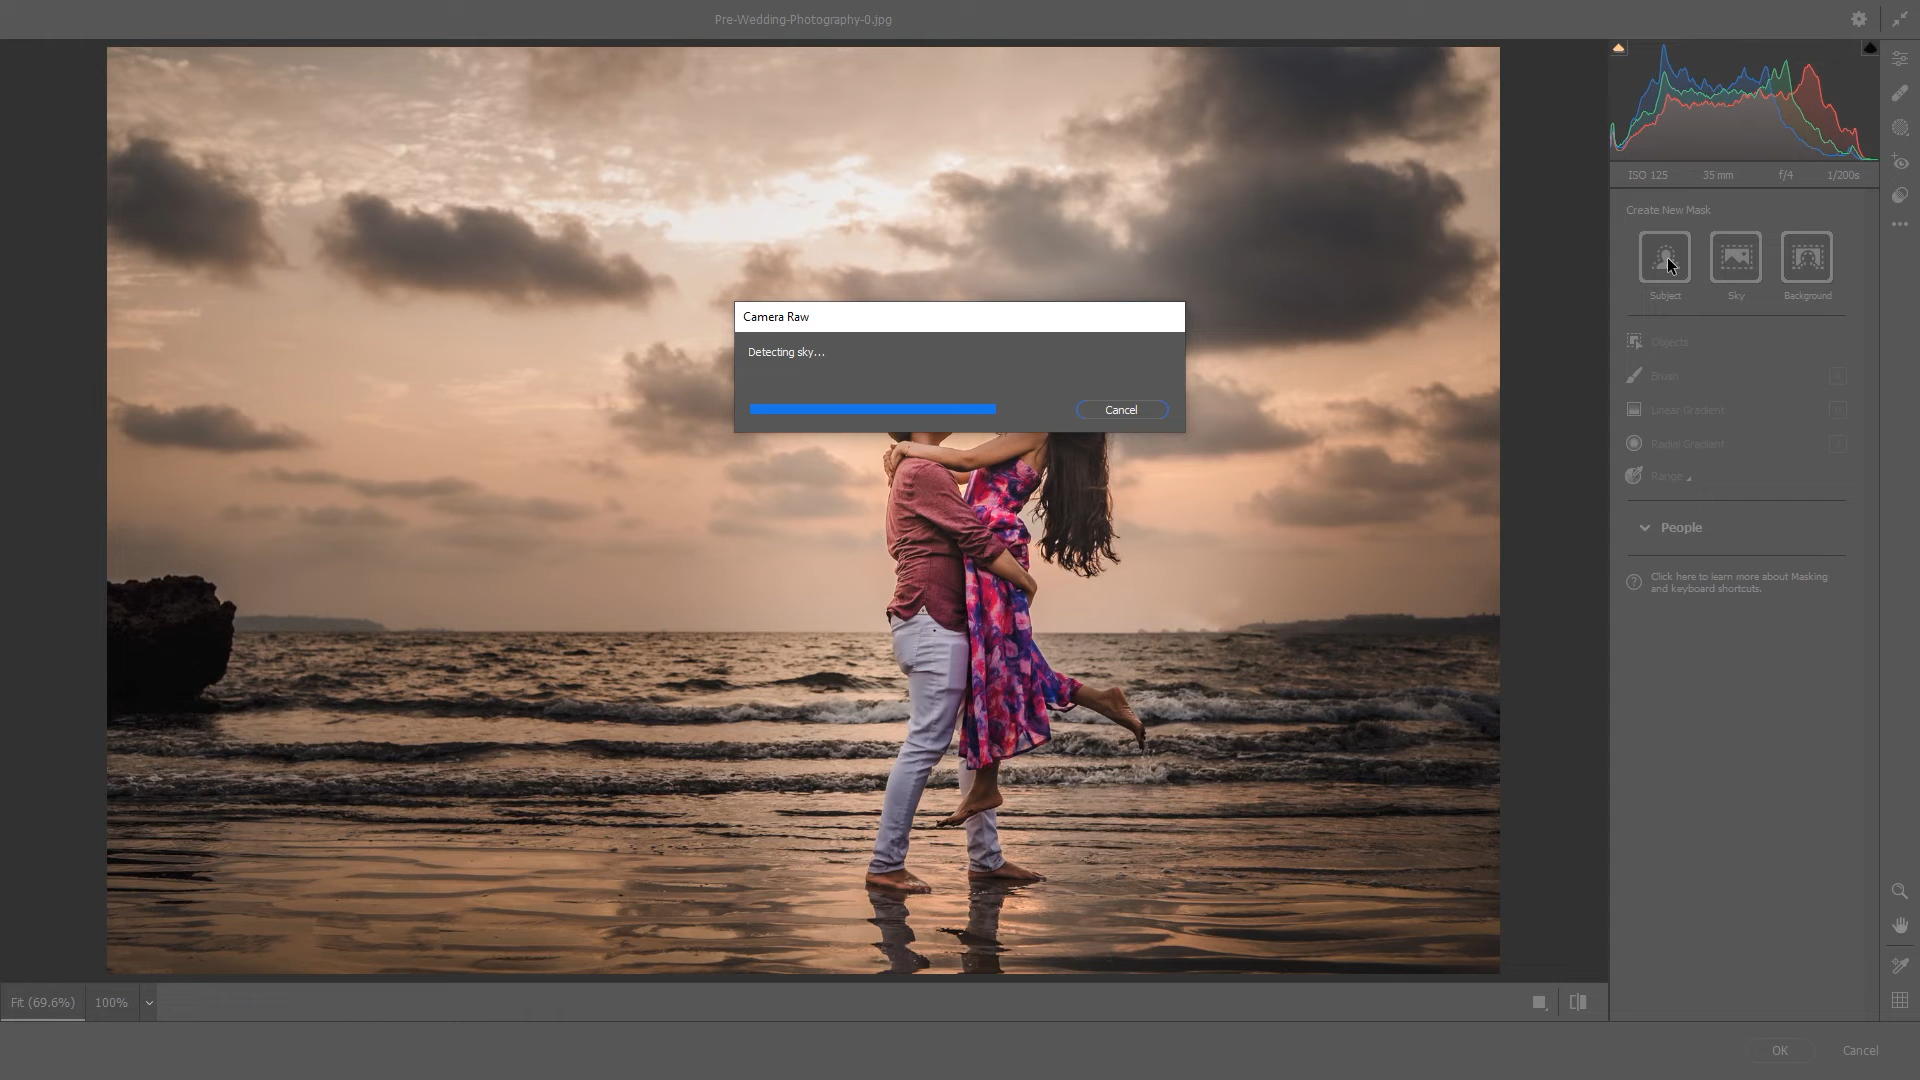 Pre-Wedding-Photography-0.jpg
ISO 125 35 mm f/4 1/200s
Create New Mask
Subject Sky Background
Camera Raw
Detecting sky...
Cancel
Objects
Brush
Linear Gradient
Radial Gradient
Range
People
Click here to learn more about Masking
and keyboard shortcuts.
Fit (69.6%) 100%
OK Cancel